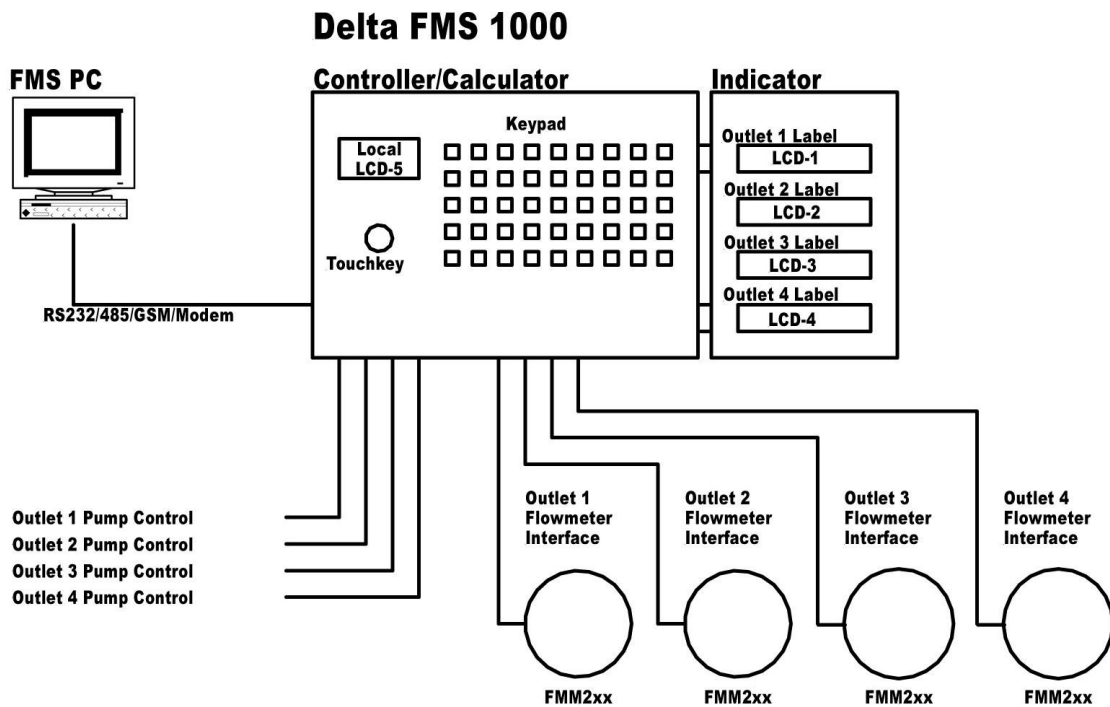 Delta FMS 1000
FMS PC
Controller/Calculator
Indicator
Keypad
Local
LCD-5
Touchkey
Outlet 1 Label
LCD-1
Outlet 2 Label
LCD-2
Outlet 3 Label
LCD-3
Outlet 4 Label
LCD-4
RS232/485/GSM/Modem
Outlet 1 Pump Control
Outlet 2 Pump Control
Outlet 3 Pump Control
Outlet 4 Pump Control
Outlet 1
Flowmeter
Interface
Outlet 2
Flowmeter
Interface
Outlet 3
Flowmeter
Interface
Outlet 4
Flowmeter
Interface
FMM2xx
FMM2xx
FMM2xx
FMM2xx